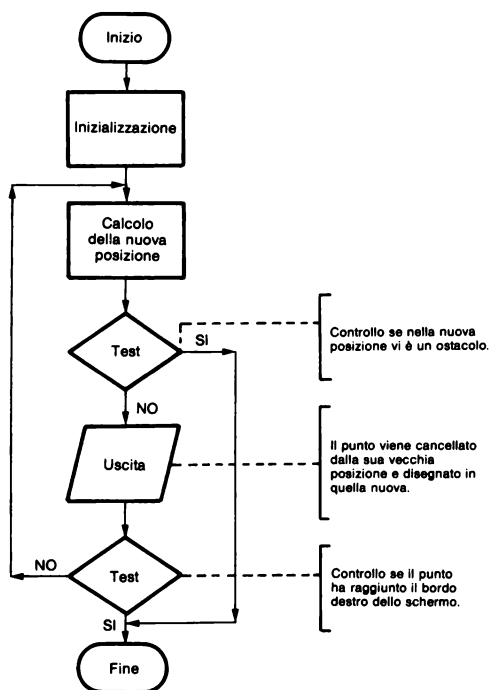 Inizio
Inizializzazione
Calcolo
della nuova
posizione
Test
SI
Controllo se nella nuova
posizione vi è un ostacolo.
NO
Uscita
Il punto viene cancellato
dalla sua vecchia
posizione e disegnato in
quella nuova.
NO
Test
Controllo se il punto
ha raggiunto il bordo
destro dello schermo.
SI
Fine